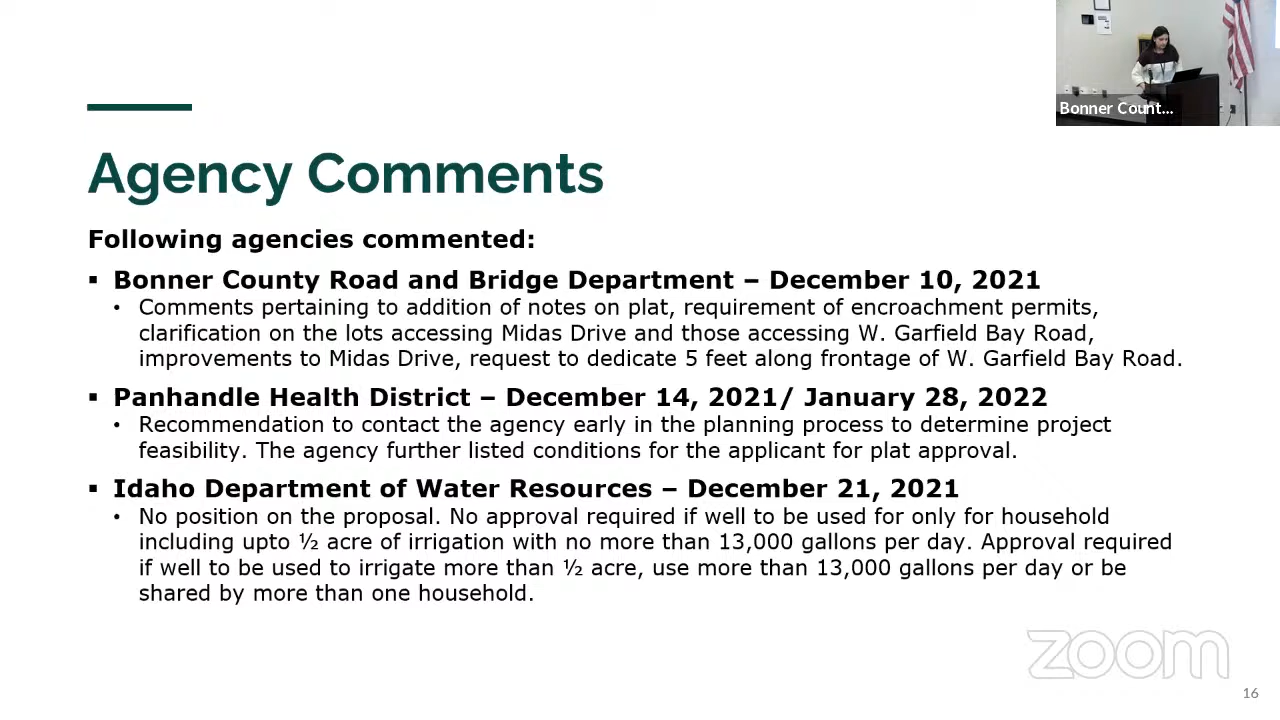 Bonner Count...
Agency Comments
Following agencies commented:
▪ Bonner County Road and Bridge Department – December 10, 2021
• Comments pertaining to addition of notes on plat, requirement of encroachment permits,
clarification on the lots accessing Midas Drive and those accessing W. Garfield Bay Road,
improvements to Midas Drive, request to dedicate 5 feet along frontage of W. Garfield Bay Road.
▪ Panhandle Health District – December 14, 2021/ January 28, 2022
• Recommendation to contact the agency early in the planning process to determine project
feasibility. The agency further listed conditions for the applicant for plat approval.
▪ Idaho Department of Water Resources – December 21, 2021
• No position on the proposal. No approval required if well to be used for only for household
including upto ½ acre of irrigation with no more than 13,000 gallons per day. Approval required
if well to be used to irrigate more than ½ acre, use more than 13,000 gallons per day or be
shared by more than one household.
zoom
16